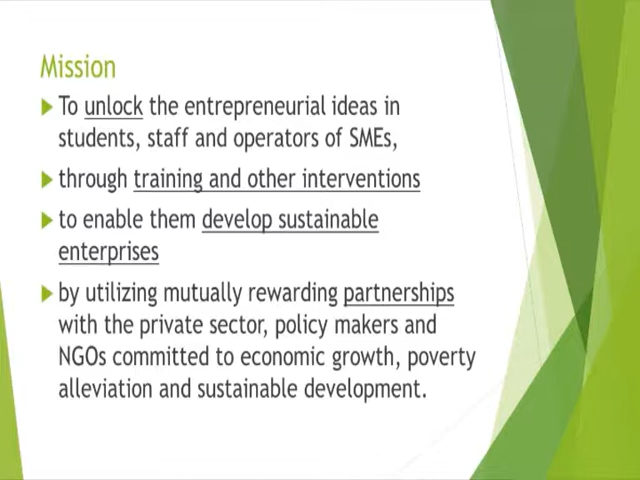 Mission
To unlock the entrepreneurial ideas in
students, staff and operators of SMEs,
through training and other interventions
to enable them develop sustainable
enterprises
by utilizing mutually rewarding partnerships
with the private sector, policy makers and
NGOs committed to economic growth, poverty
alleviation and sustainable development.